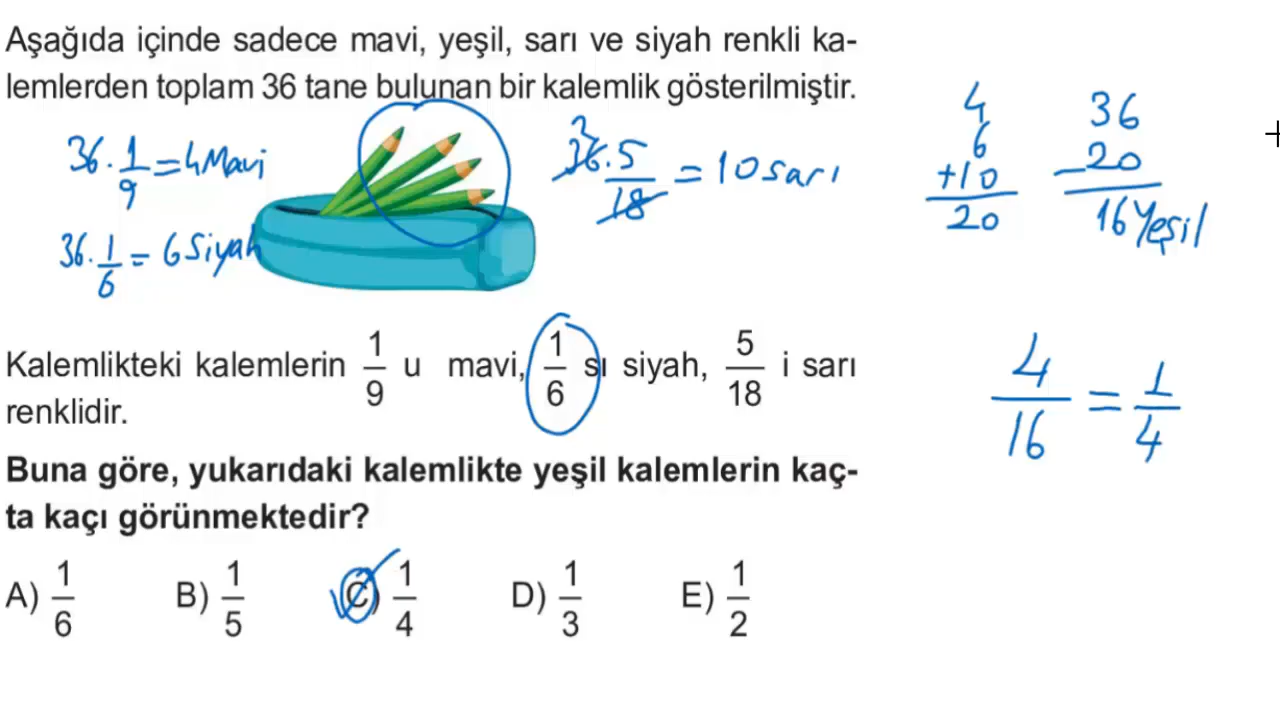 Aşağıda içinde sadece mavi, yeşil, sarı ve siyah renkli ka-
lemlerden toplam 36 tane bulunan bir kalemlik gösterilmiştir.
36 . 1/9 = 4 Mavi
36 . 1/6 = 6 Siyah
2
36 . 5/18 = 10 sarı
4
6
+10
20
36
-20
16 Yeşil
Kalemlikteki kalemlerin 1/9 u mavi, 1/6 sı siyah, 5/18 i sarı
renklidir.
4/16 = 1/4
Buna göre, yukarıdaki kalemlikte yeşil kalemlerin kaç-
ta kaçı görünmektedir?
A) 1/6 B) 1/5 C) 1/4 D) 1/3 E) 1/2